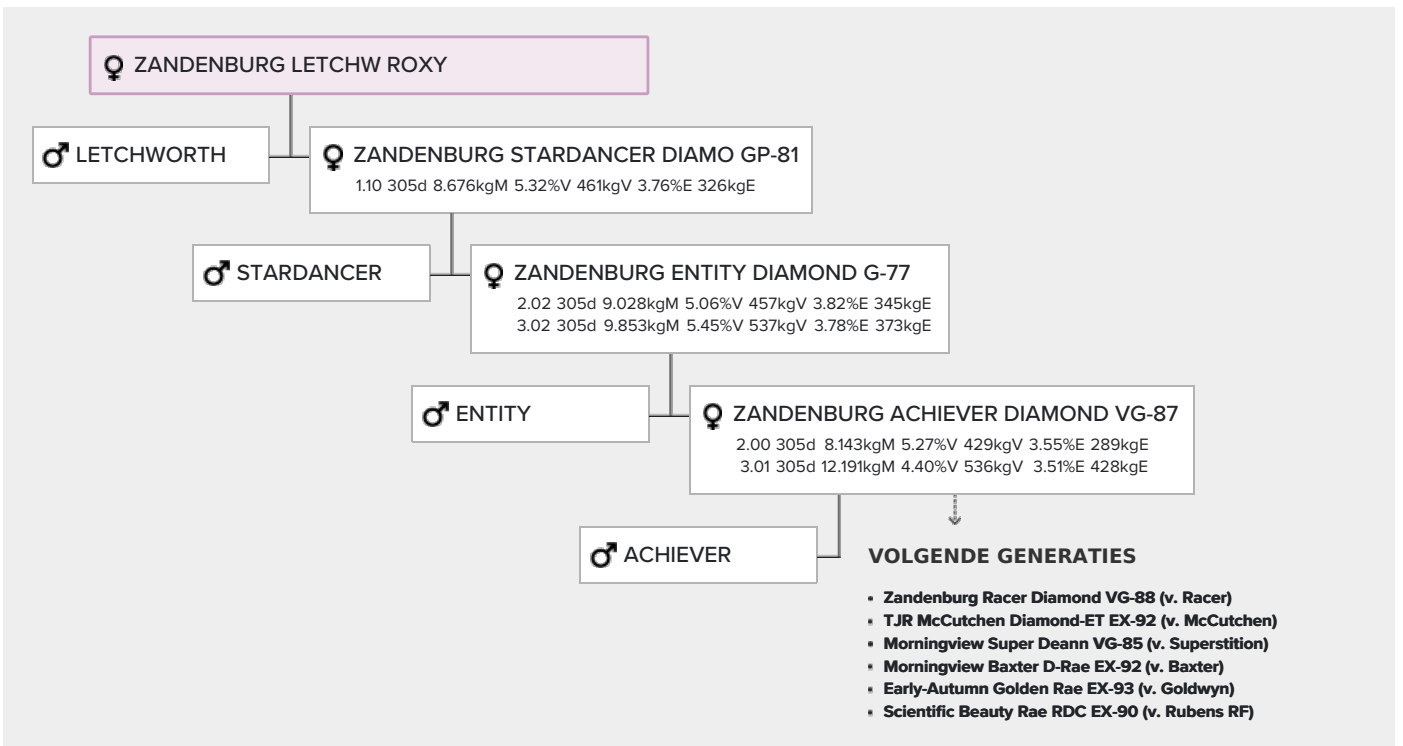 ZANDENBURG LETCHW ROXY
LETCHWORTH
ZANDENBURG STARDANCER DIAMO GP-81
1.10 305d 8.676kgM 5.32%V 461kgV 3.76%E 326kgE
STARDANCER
ZANDENBURG ENTITY DIAMOND G-77
2.02 305d 9.028kgM 5.06%V 457kgV 3.82%E 345kgE
3.02 305d 9.853kgM 5.45%V 537kgV 3.78%E 373kgE
ENTITY
ZANDENBURG ACHIEVER DIAMOND VG-87
2.00 305d 8.143kgM 5.27%V 429kgV 3.55%E 289kgE
3.01 305d 12.191kgM 4.40%V 536kgV 3.51%E 428kgE
ACHIEVER
VOLGENDE GENERATIES
Zandenburg Racer Diamond VG-88 (v. Racer)
TJR McCutchen Diamond-ET EX-92 (v. McCutchen)
Morningview Super Deann VG-85 (v. Superstition)
Morningview Baxter D-Rae EX-92 (v. Baxter)
Early-Autumn Golden Rae EX-93 (v. Goldwyn)
Scientific Beauty Rae RDC EX-90 (v. Rubens RF)